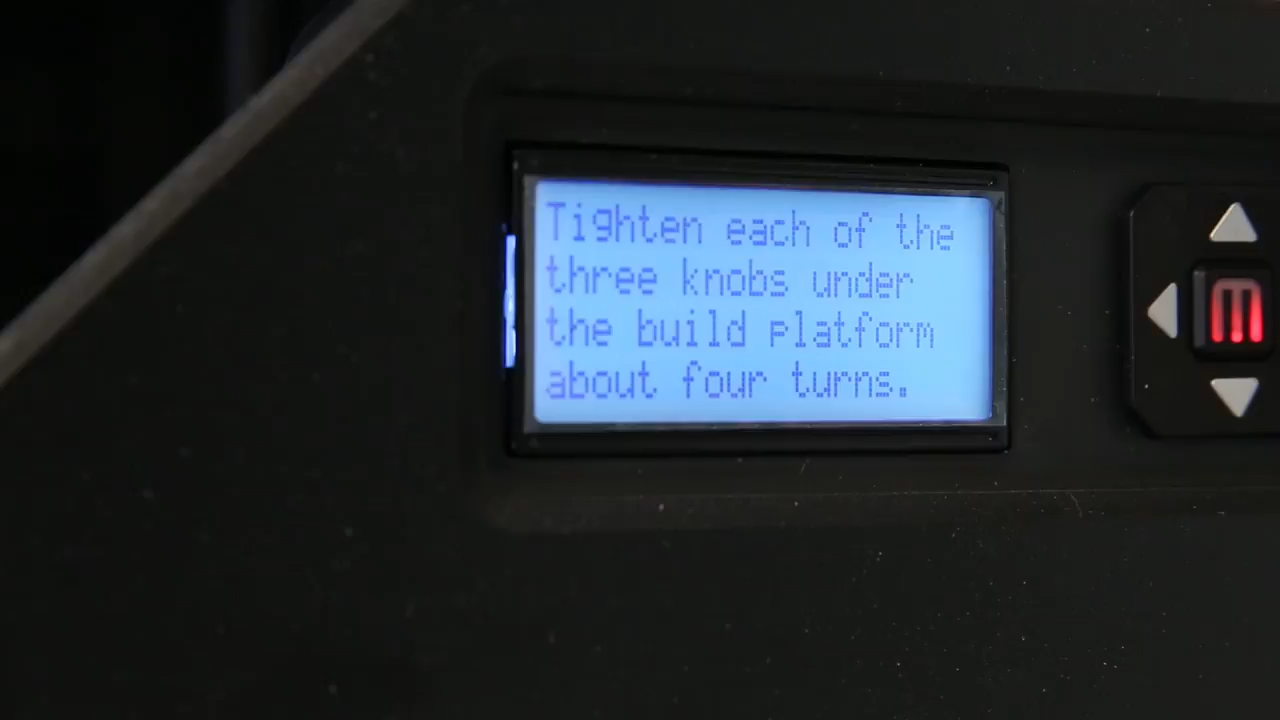 Tighten each of the
three knobs under
the build platform
about four turns.